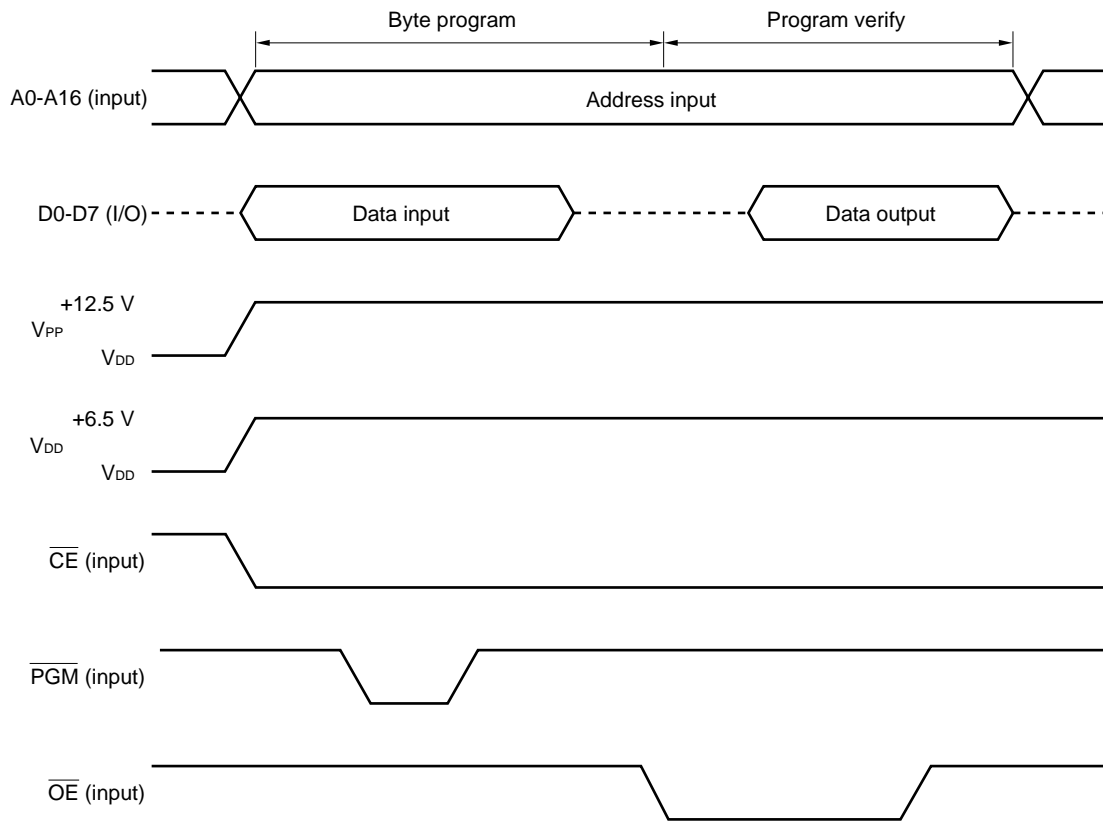 Byte program
Program verify
A0-A16 (input)
Address input
D0-D7 (I/O)
Data input
Data output
+12.5 V
VPP
VDD
+6.5 V
VDD
VDD
CE (input)
PGM (input)
OE (input)